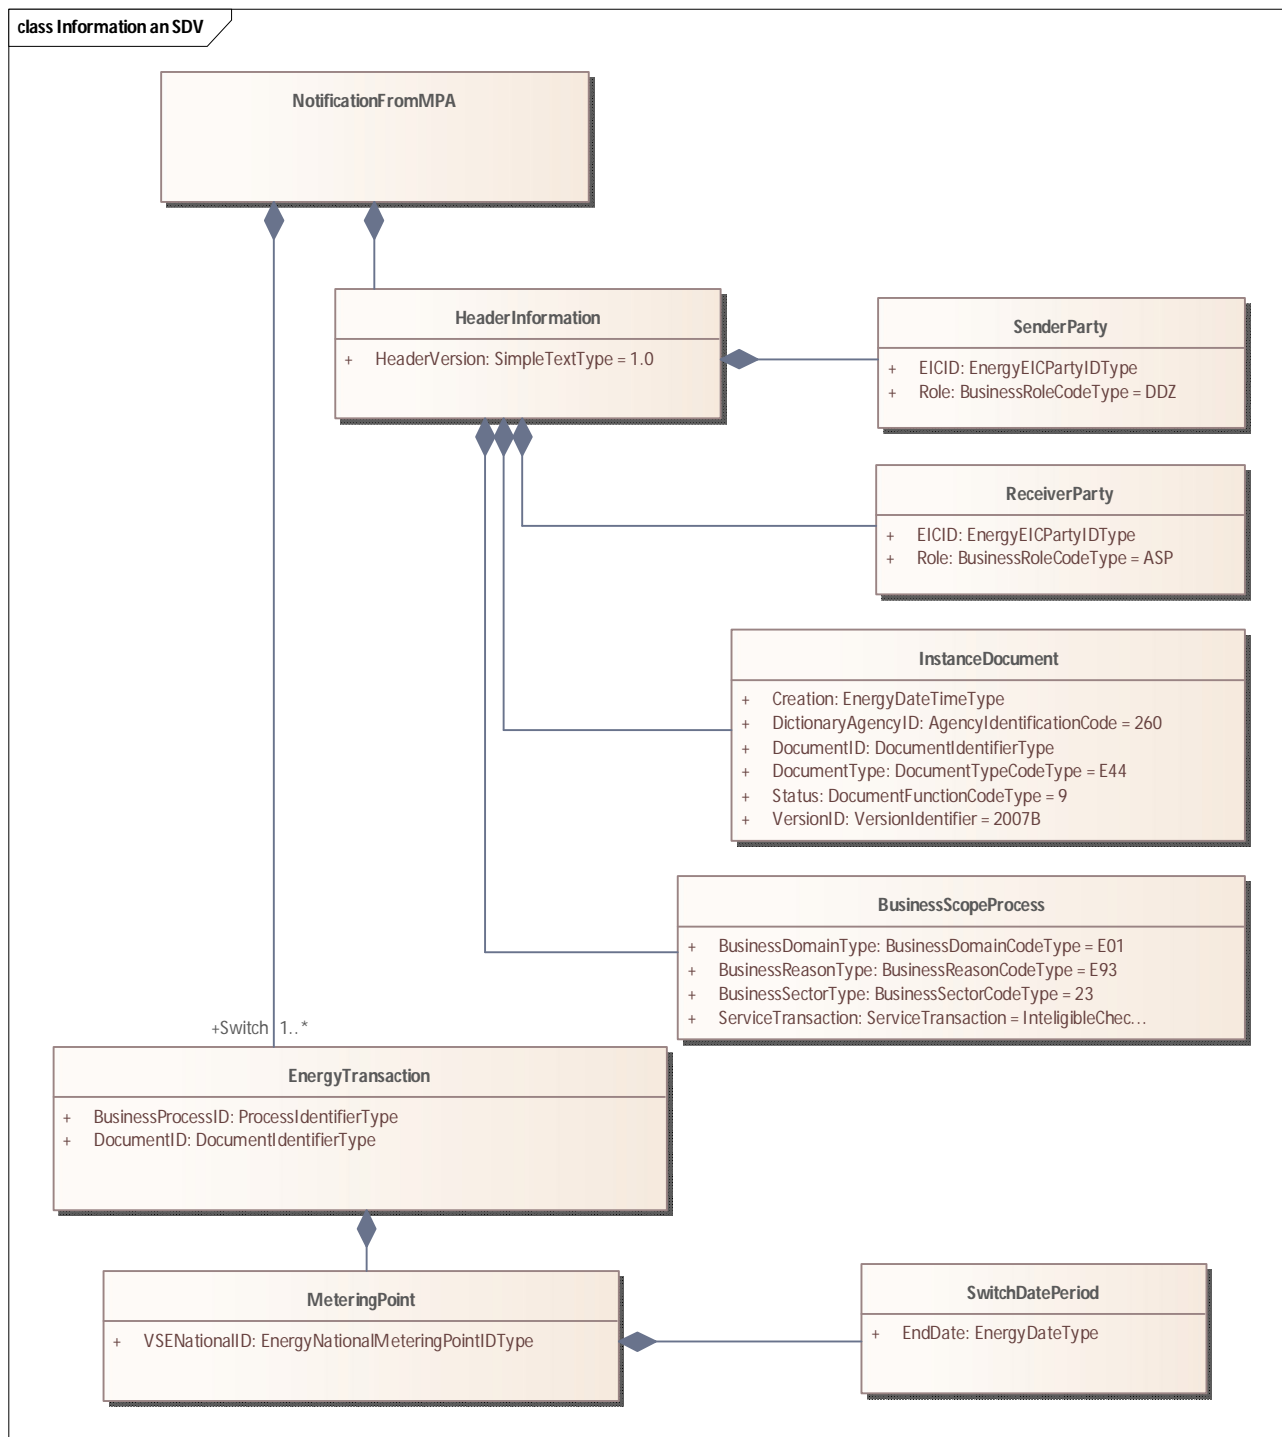 class Information an SDV
NotificationFromMPA
HeaderInformation
+ HeaderVersion: SimpleTextType = 1.0
SenderParty
+ EICID: EnergyEICPartyIDType
+ Role: BusinessRoleCodeType = DDZ
ReceiverParty
+ EICID: EnergyEICPartyIDType
+ Role: BusinessRoleCodeType = ASP
InstanceDocument
+ Creation: EnergyDateTimeType
+ DictionaryAgencyID: AgencyIdentificationCode = 260
+ DocumentID: DocumentIdentifierType
+ DocumentType: DocumentTypeCodeType = E44
+ Status: DocumentFunctionCodeType = 9
+ VersionID: VersionIdentifier = 2007B
BusinessScopeProcess
+ BusinessDomainType: BusinessDomainCodeType = E01
+ BusinessReasonType: BusinessReasonCodeType = E93
+ BusinessSectorType: BusinessSectorCodeType = 23
+ ServiceTransaction: ServiceTransaction = InteligibleChec...
+Switch 1..*
EnergyTransaction
+ BusinessProcessID: ProcessIdentifierType
+ DocumentID: DocumentIdentifierType
MeteringPoint
+ VSENationalID: EnergyNationalMeteringPointIDType
SwitchDatePeriod
+ EndDate: EnergyDateType